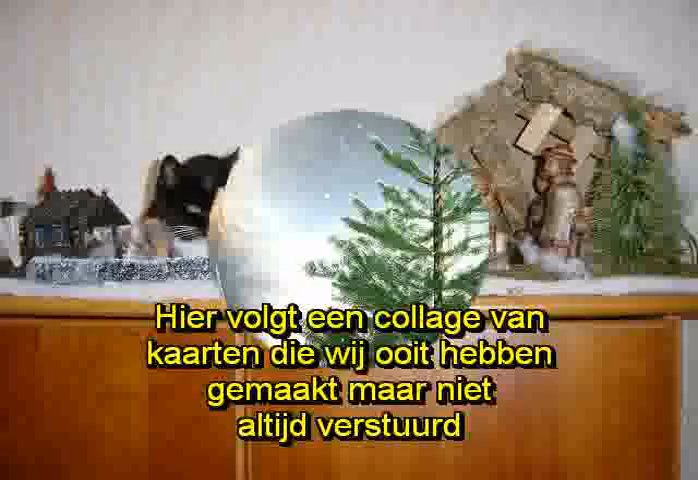 Hier volgt een collage van
kaarten die wij ooit hebben
gemaakt maar niet
altijd verstuurd